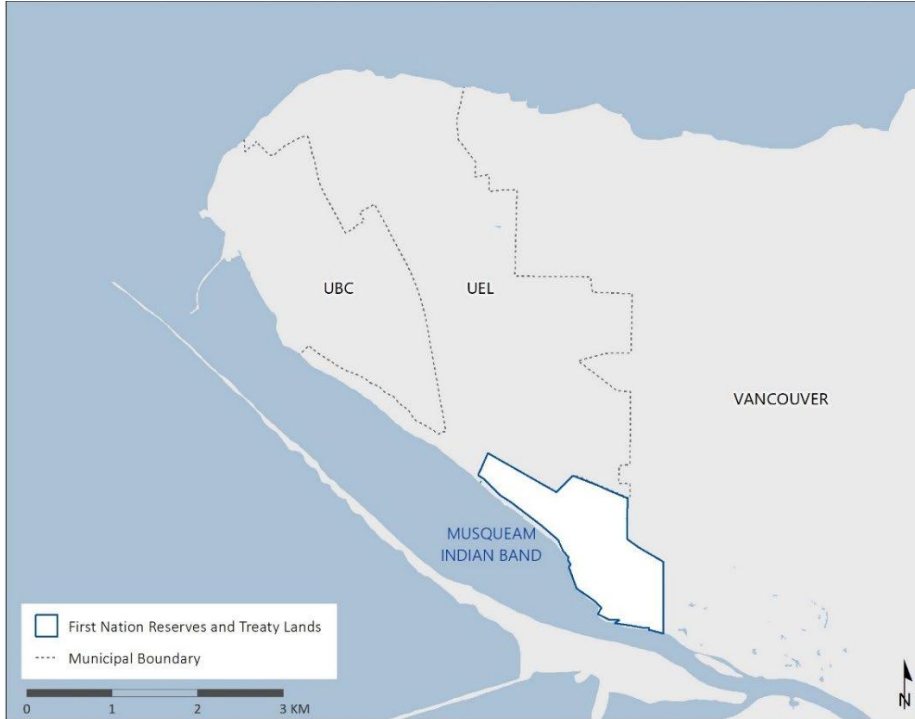 UBC
UEL
VANCOUVER
MUSQUEAM
INDIAN BAND
First Nation Reserves and Treaty Lands
Municipal Boundary
0 1 2 3 KM
N